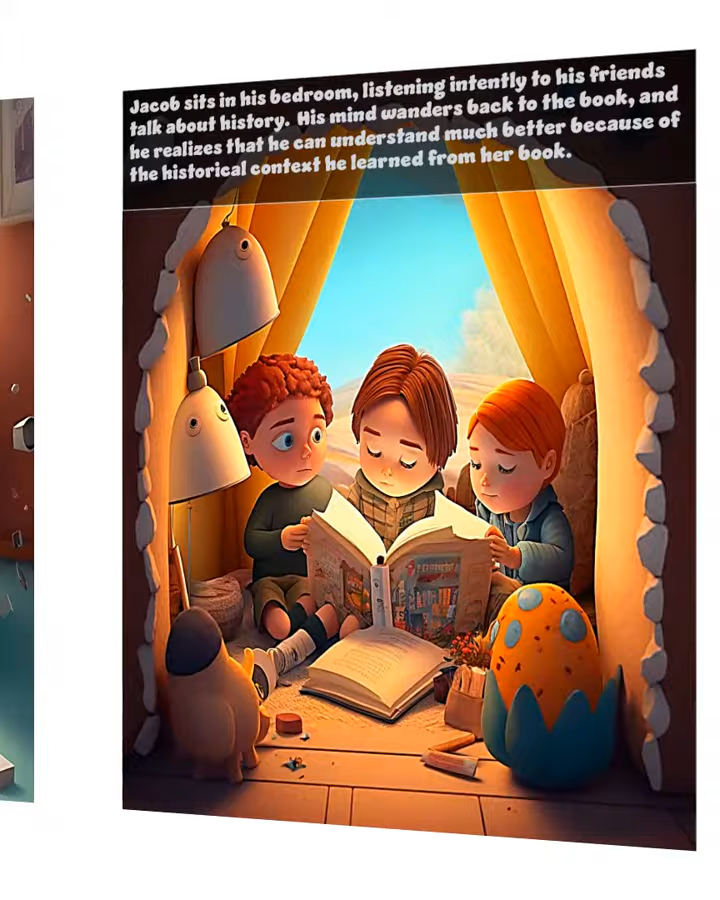 Jacob sits in his bedroom, listening intently to his friends
talk about history. His mind wanders back to the book, and
he realizes that he can understand much better because of
the historical context he learned from her book.